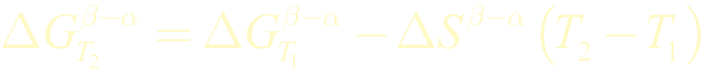 ΔG_{T_2}^{β−α} = ΔG_{T_1}^{β−α} − ΔS^{β−α} (T_2 − T_1)